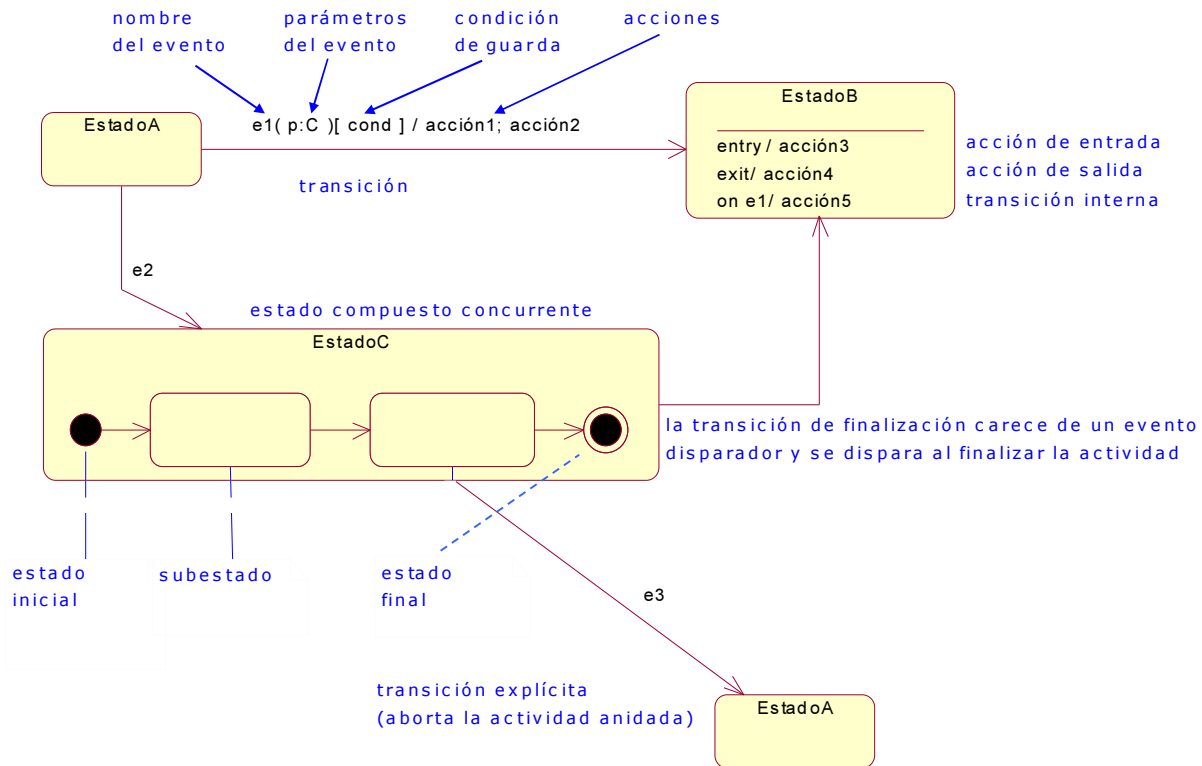 nombre
del evento
parámetros
del evento
condición
de guarda
acciones
e1( p:C )[ cond ] / acción1; acción2
EstadoA
transición
EstadoB
entry / acción3
exit/ acción4
on e1/ acción5
acción de entrada
acción de salida
transición interna
e2
estado compuesto concurrente
EstadoC
la transición de finalización carece de un evento
disparador y se dispara al finalizar la actividad
estado
inicial
subestado
estado
final
e3
transición explícita
(aborta la actividad anidada)
EstadoA